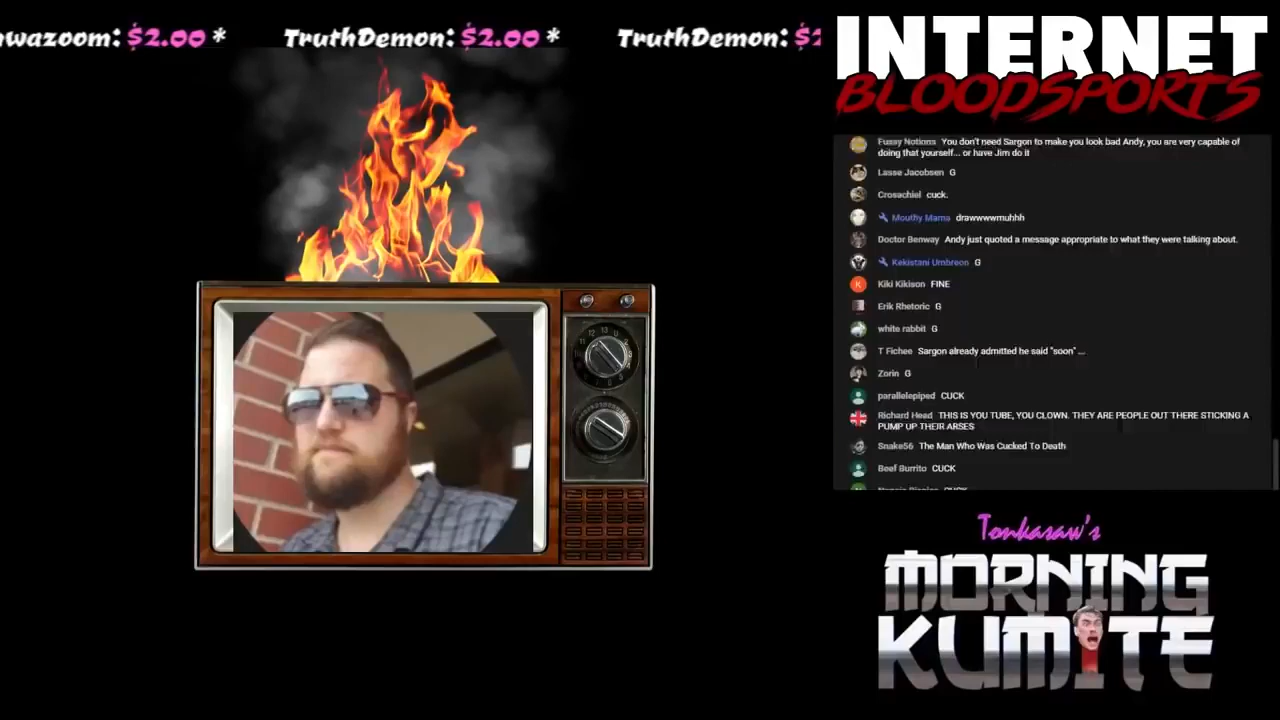 wazoom: $2.00 *
TruthDemon: $2.00 *
TruthDemon:
INTERNET
BLOODSPORTS
Fuzzy Notions You don't need Sargon to make you look bad Andy, you are very capable of
doing that yourself... or have Jim do it
Lasse Jacobsen G
Crosachiel cuck.
Mouthy Mama drawwwwmuhhh
Doctor Benway Andy just quoted a message appropriate to what they were talking about.
Kekistani Umbreon G
K Kiki Kikison FINE
Erik Rhetoric G
white rabbit G
T Fichee Sargon already admitted he said "soon" ...
Zorin G
parallelepiped CUCK
Richard Head THIS IS YOU TUBE, YOU CLOWN. THEY ARE PEOPLE OUT THERE STICKING A
PUMP UP THEIR ARSES
Snake56 The Man Who Was Cucked To Death
Beef Burrito CUCK
Tonkasaw's
MORNING
KUMITE